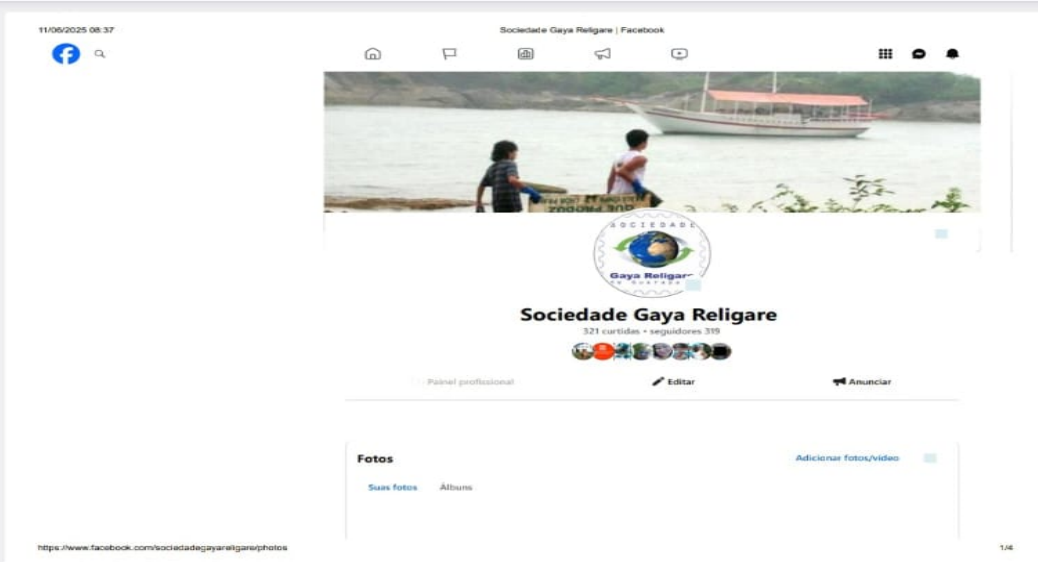 11/06/2025 08:37
Sociedade Gaya Religare | Facebook
SOCIEDADE
Gaya Religare
Sociedade Gaya Religare
321 curtidas • seguidores 319
Painel profissional
Editar
Anunciar
Fotos
Adicionar fotos/vídeo
Suas fotos
Álbuns
https://www.facebook.com/sociedadegayareligare/photos
1/4